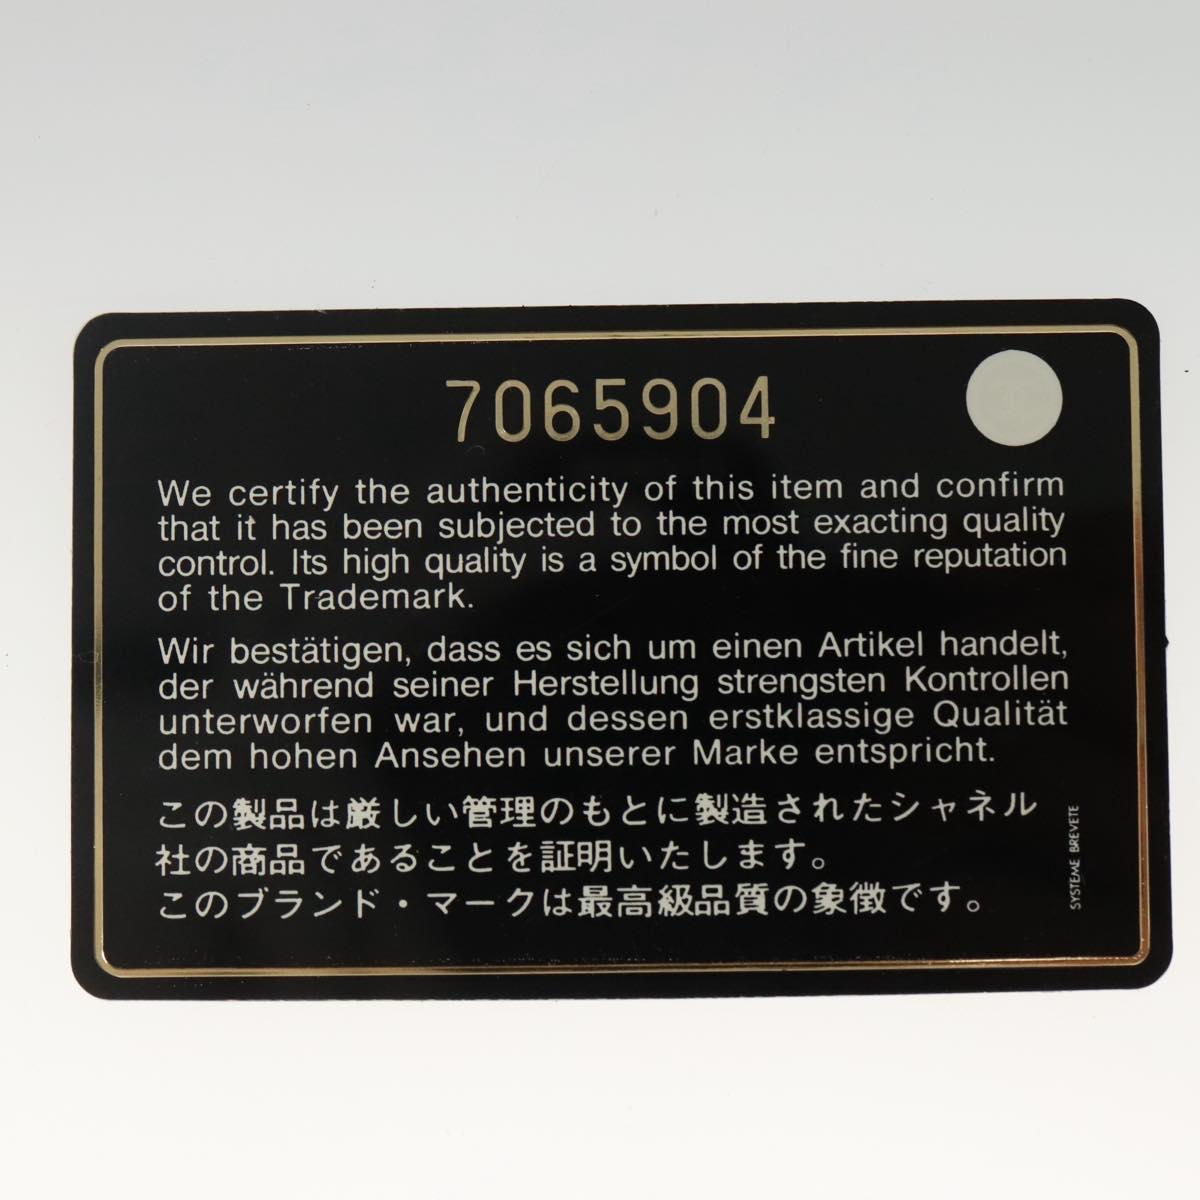 7065904
We certify the authenticity of this item and confirm
that it has been subjected to the most exacting quality
control. Its high quality is a symbol of the fine reputation
of the Trademark.
Wir bestätigen, dass es sich um einen Artikel handelt,
der während seiner Herstellung strengsten Kontrollen
unterworfen war, und dessen erstklassige Qualität
dem hohen Ansehen unserer Marke entspricht.
この製品は厳しい管理のもとに製造されたシャネル
社の商品であることを証明いたします。
このブランド・マークは最高級品質の象徴です。
SYSTEME BREVETE